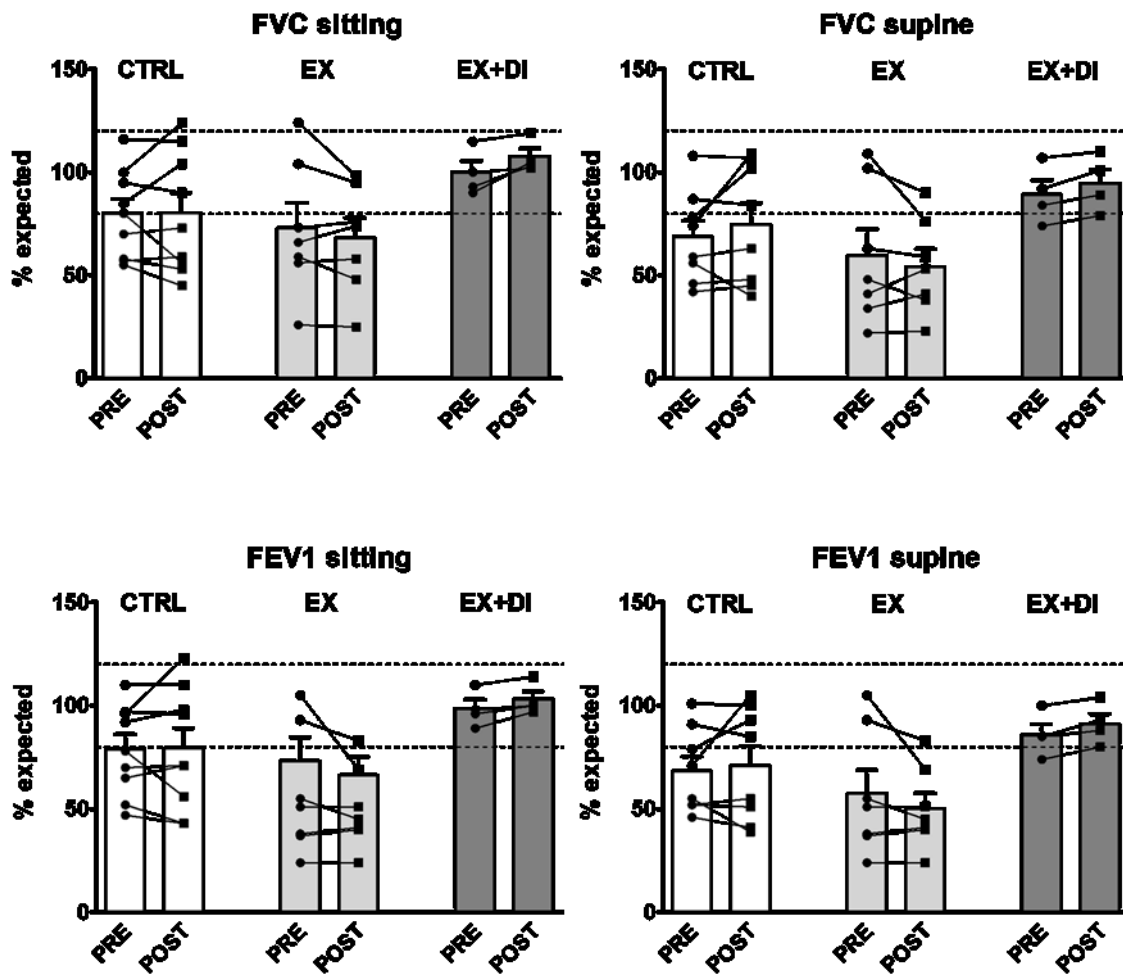 FVC sitting
CTRL EX EX+DI
% expected
150
100
50
0
PRE POST PRE POST PRE POST
FVC supine
CTRL EX EX+DI
% expected
150
100
50
0
PRE POST PRE POST PRE POST
FEV1 sitting
CTRL EX EX+DI
% expected
150
100
50
0
PRE POST PRE POST PRE POST
FEV1 supine
CTRL EX EX+DI
% expected
150
100
50
0
PRE POST PRE POST PRE POST